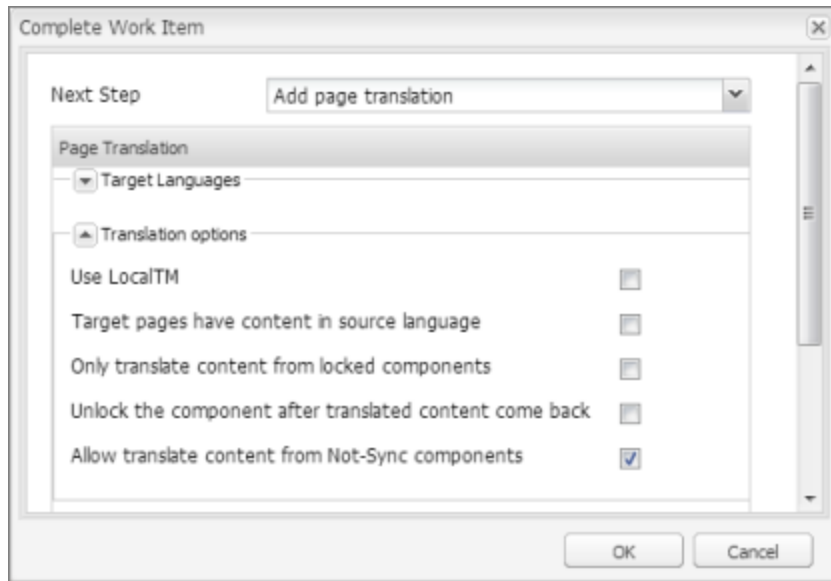 Complete Work Item
Next Step Add page translation
Page Translation
Target Languages
Translation options
Use LocalTM
Target pages have content in source language
Only translate content from locked components
Unlock the component after translated content come back
Allow translate content from Not-Sync components
OK Cancel